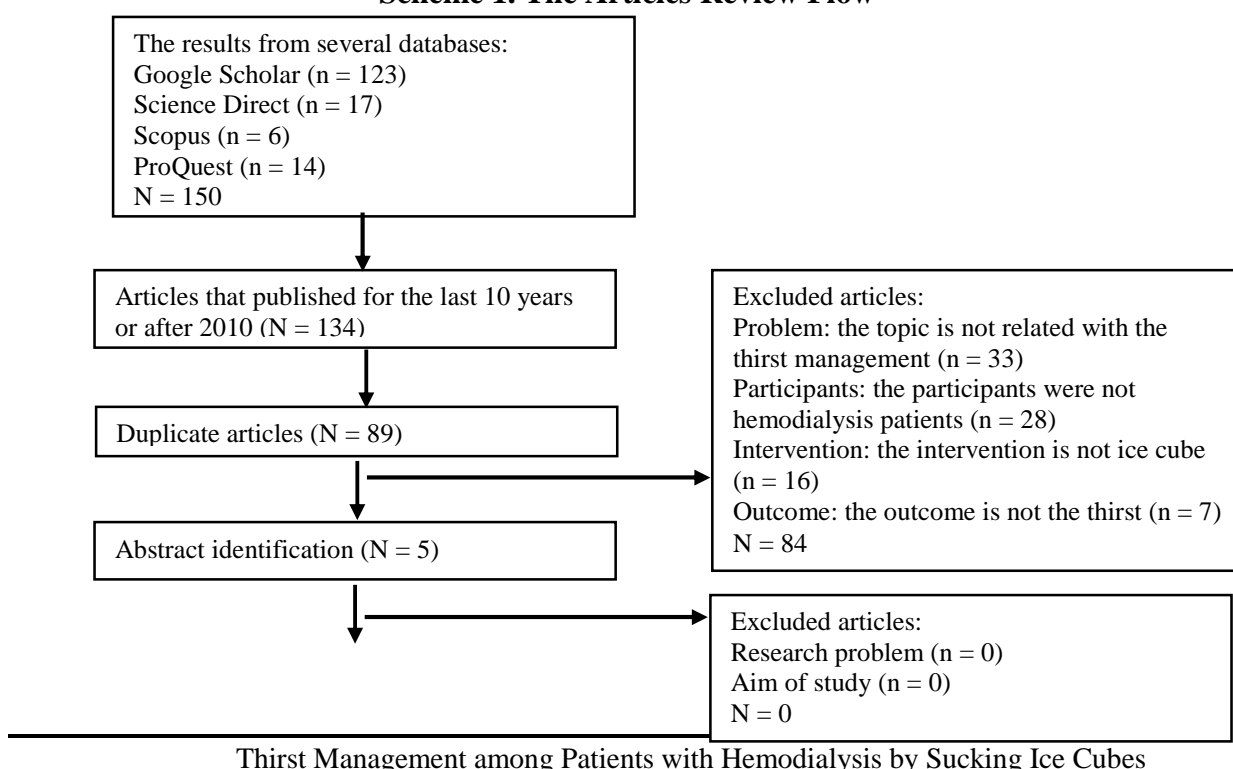 Scheme 1. The Articles Review Flow
The results from several databases:
Google Scholar (n = 123)
Science Direct (n = 17)
Scopus (n = 6)
ProQuest (n = 14)
N = 150
Articles that published for the last 10 years
or after 2010 (N = 134)
Duplicate articles (N = 89)
Excluded articles:
Problem: the topic is not related with the
thirst management (n = 33)
Participants: the participants were not
hemodialysis patients (n = 28)
Intervention: the intervention is not ice cube
(n = 16)
Outcome: the outcome is not the thirst (n = 7)
N = 84
Abstract identification (N = 5)
Excluded articles:
Research problem (n = 0)
Aim of study (n = 0)
N = 0
Thirst Management among Patients with Hemodialysis by Sucking Ice Cubes